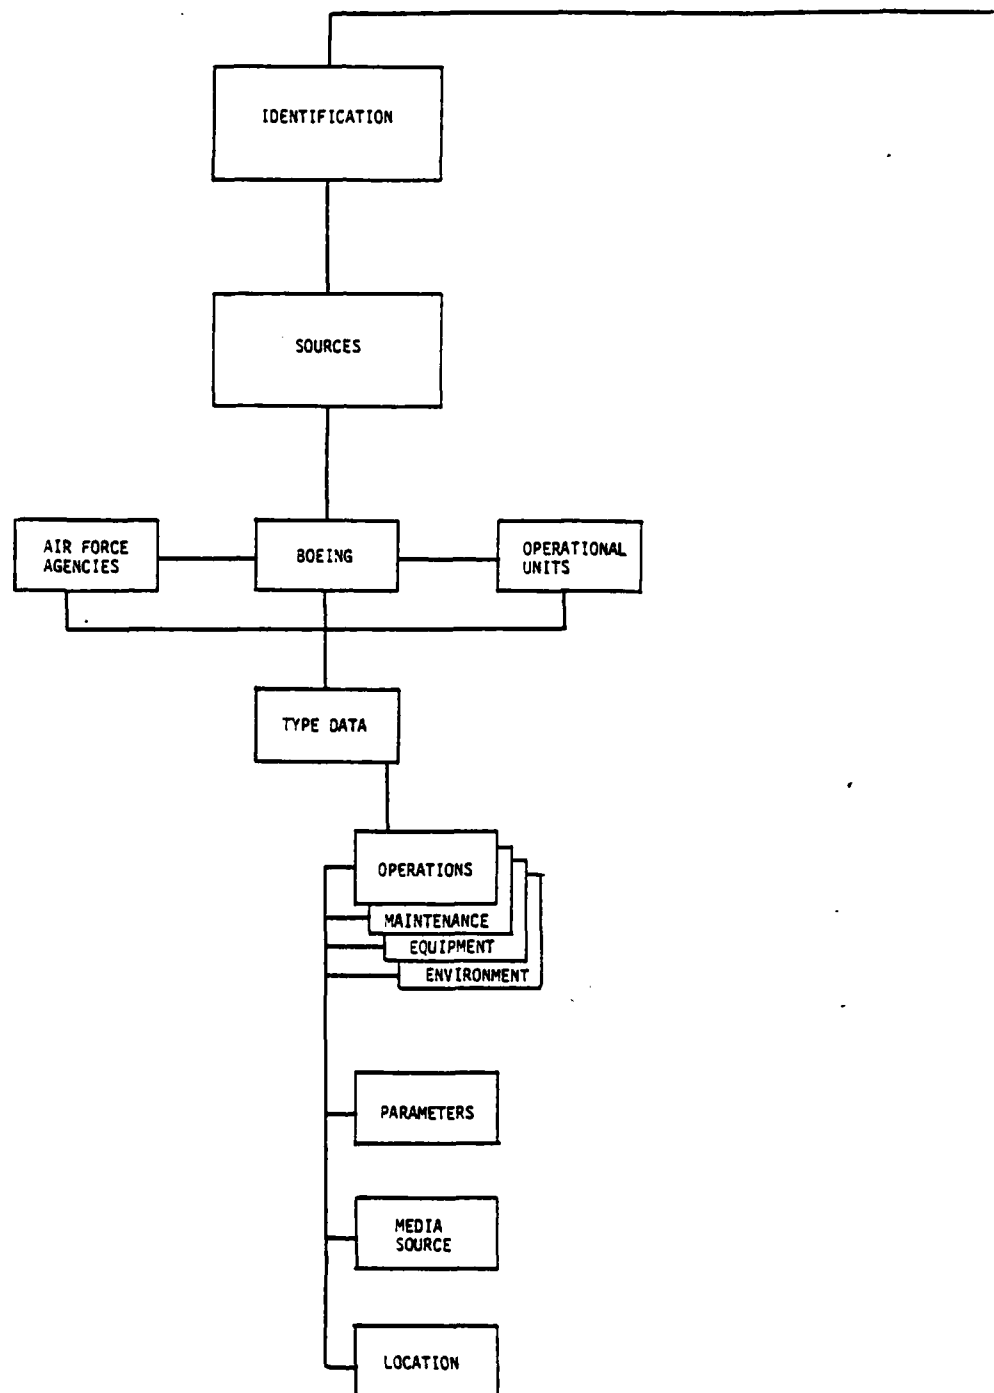 IDENTIFICATION
SOURCES
AIR FORCE
AGENCIES
BOEING
OPERATIONAL
UNITS
TYPE DATA
OPERATIONS
MAINTENANCE
EQUIPMENT
ENVIRONMENT
PARAMETERS
MEDIA
SOURCE
LOCATION